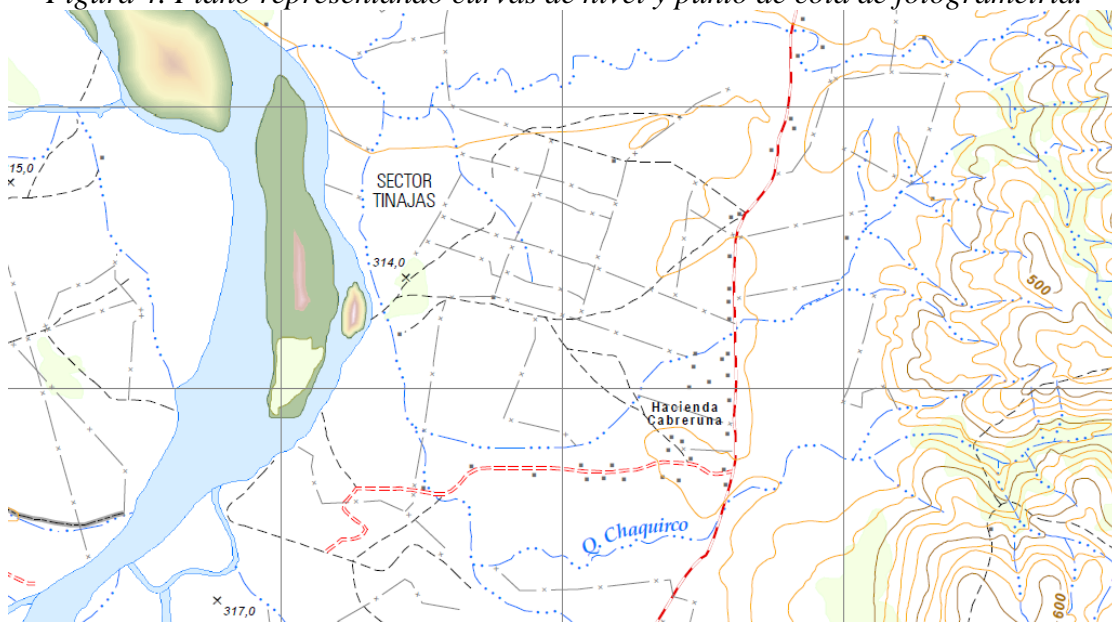 Figura 4: Plano representando curvas de nivel y punto de cota de fotogrametría.
15,0
SECTOR
TINAJAS
314,0
500
Hacienda
Cabreruna
Q. Chaquirco
317,0
600